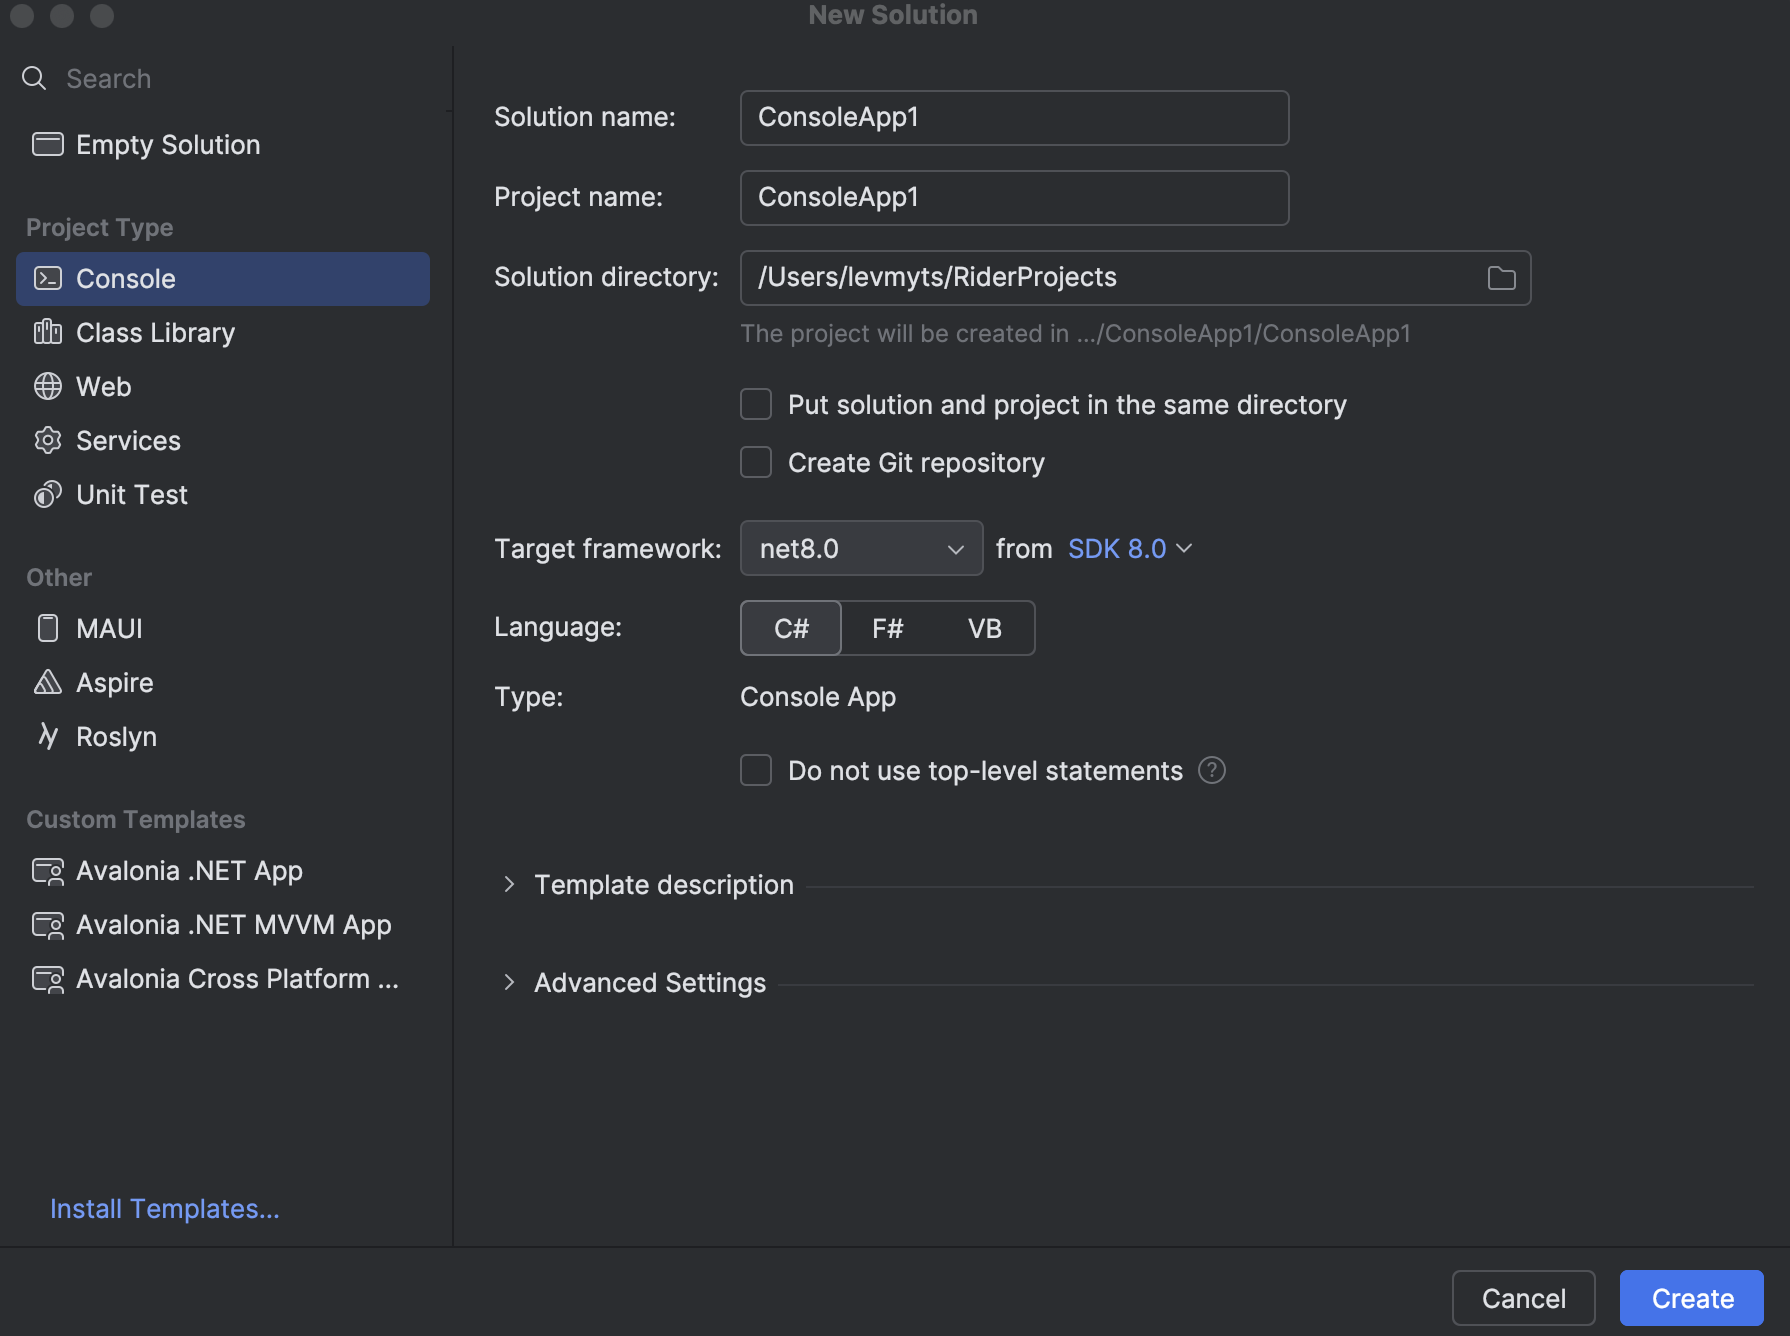 New Solution
Search
Empty Solution
Project Type
Console
Class Library
Web
Services
Unit Test
Other
MAUI
Aspire
Roslyn
Custom Templates
Avalonia .NET App
Avalonia .NET MVVM App
Avalonia Cross Platform ...
Install Templates...
Solution name: ConsoleApp1
Project name: ConsoleApp1
Solution directory: /Users/levmyts/RiderProjects
The project will be created in .../ConsoleApp1/ConsoleApp1
Put solution and project in the same directory
Create Git repository
Target framework: net8.0 from SDK 8.0
Language: C# F# VB
Type: Console App
Do not use top-level statements ?
Template description
Advanced Settings
Cancel Create